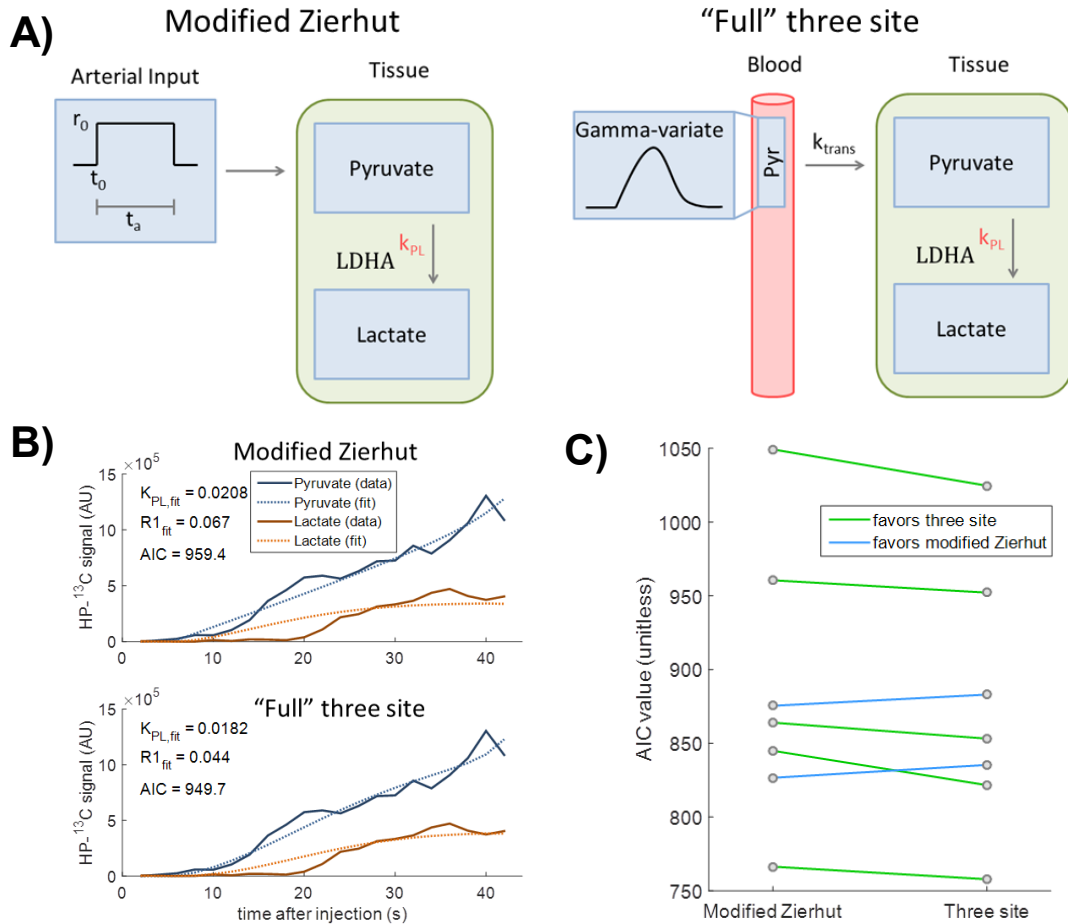 A)
Modified Zierhut
Arterial Input
r0
t0
ta
Tissue
Pyruvate
LDHA kPL
Lactate
“Full” three site
Blood
Tissue
Gamma-variate
Pyr
ktrans
Pyruvate
LDHA kPL
Lactate
B)
Modified Zierhut
×10^5
15
10
5
0
HP-13C signal (AU)
KPL,fit = 0.0208
R1fit = 0.067
AIC = 959.4
Pyruvate (data)
Pyruvate (fit)
Lactate (data)
Lactate (fit)
0 10 20 30 40
“Full” three site
×10^5
15
10
5
0
HP-13C signal (AU)
KPL,fit = 0.0182
R1fit = 0.044
AIC = 949.7
0 10 20 30 40
time after injection (s)
C)
1050
1000
950
900
850
800
750
AIC value (unitless)
favors three site
favors modified Zierhut
Modified Zierhut Three site